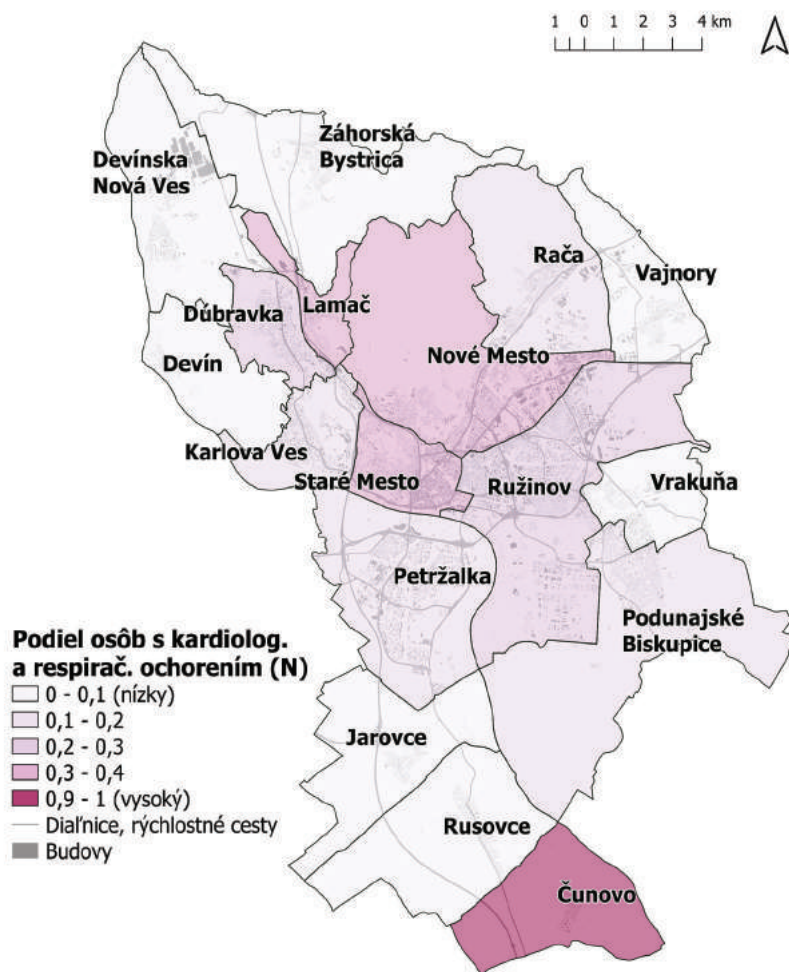 1 0 1 2 3 4 km
Záhorská
Bystrica
Devínska
Nová Ves
Rača
Vajnory
Lamač
Dúbravka
Nové Mesto
Devín
Karlova Ves
Staré Mesto
Ružinov
Vrakuňa
Petržalka
Podunajské
Biskupice
Podiel osôb s kardiolog.
a respirač. ochorením (N)
0 - 0,1 (nízky)
0,1 - 0,2
0,2 - 0,3
0,3 - 0,4
0,9 - 1 (vysoký)
Diaľnice, rýchlostné cesty
Budovy
Jarovce
Rusovce
Čunovo